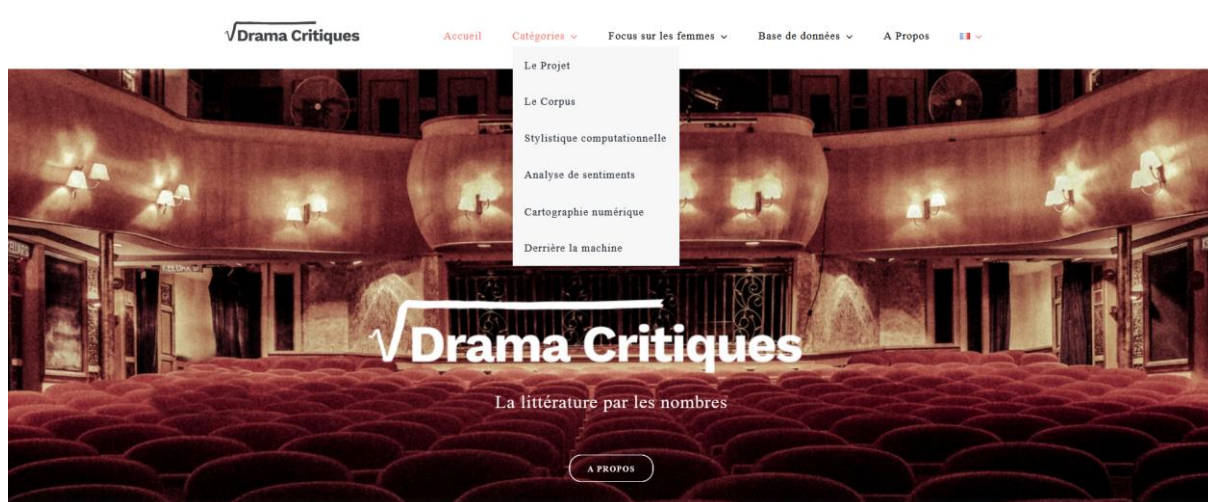 √Drama Critiques
Accueil Catégories Focus sur les femmes Base de données A Propos
Le Projet
Le Corpus
Stylistique computationnelle
Analyse de sentiments
Cartographie numérique
Derrière la machine
√Drama Critiques
La littérature par les nombres
A PROPOS